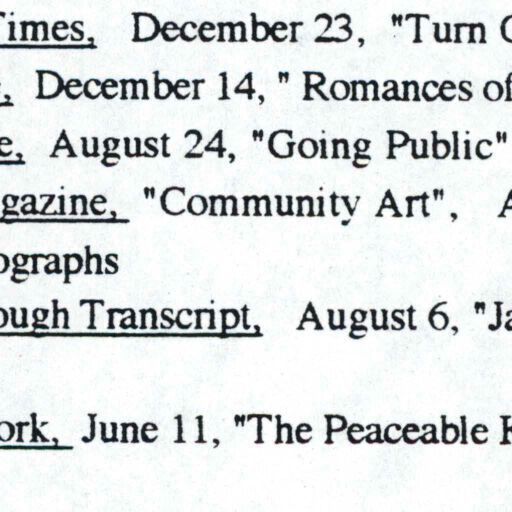 Times, December 23, "Turn
, December 14, " Romances of
e, August 24, "Going Public"
gazine, "Community Art", A
ographs
ough Transcript, August 6, "Ja
ork, June 11, "The Peaceable K